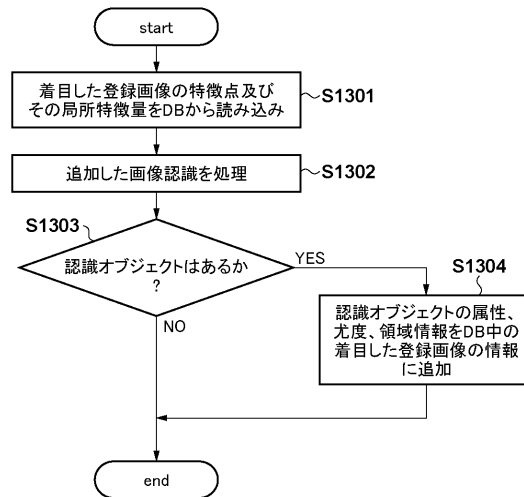 start
着目した登録画像の特徴点及び
その局所特徴量をDBから読み込み
S1301
追加した画像認識を処理
S1302
S1303
認識オブジェクトはあるか
?
YES
NO
S1304
認識オブジェクトの属性、
尤度、領域情報をDB中の
着目した登録画像の情報
に追加
end